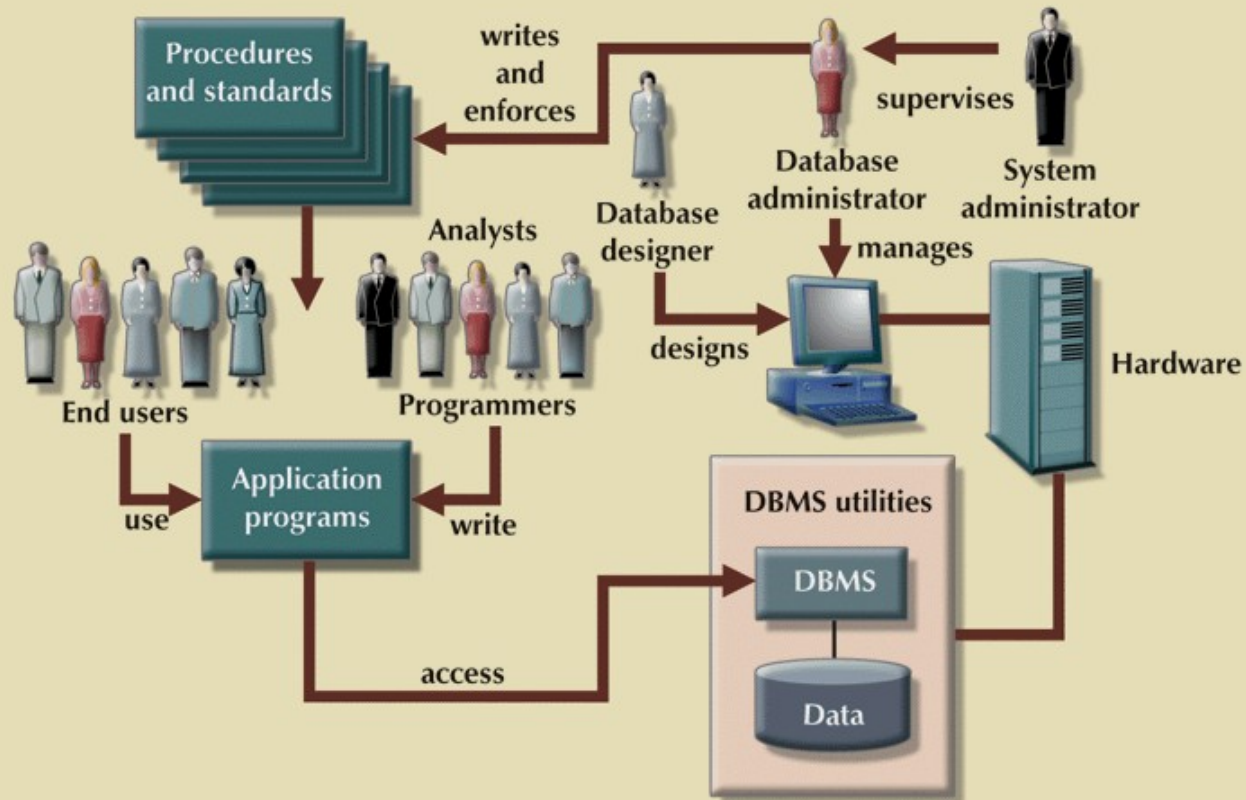 Procedures
and standards
writes
and
enforces
supervises
Database
administrator
System
administrator
Database
designer
manages
Analysts
designs
Hardware
End users
Programmers
Application
programs
use
write
DBMS utilities
DBMS
access
Data